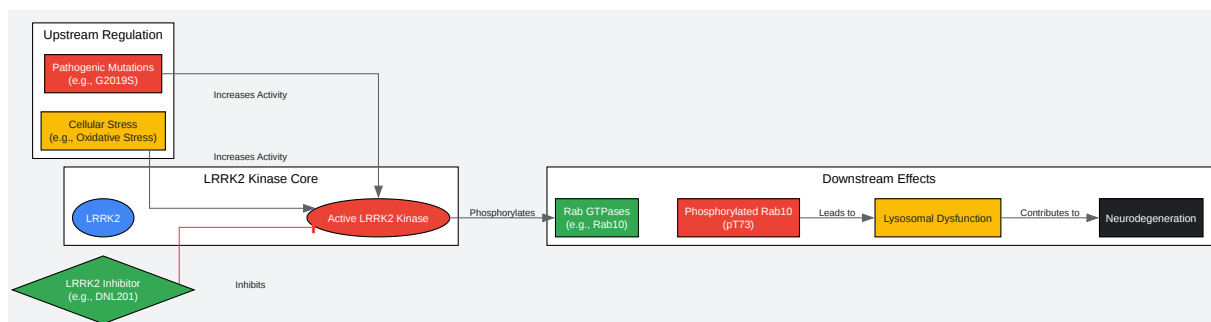 Upstream Regulation
Pathogenic Mutations
(e.g., G2019S)
Increases Activity
Cellular Stress
(e.g., Oxidative Stress)
Increases Activity
LRRK2 Kinase Core
LRRK2
Active LRRK2 Kinase
Phosphorylates
Downstream Effects
Rab GTPases
(e.g., Rab10)
Phosphorylated Rab10
(pT73)
Leads to
Lysosomal Dysfunction
Contributes to
Neurodegeneration
LRRK2 Inhibitor
(e.g., DNL201)
Inhibits